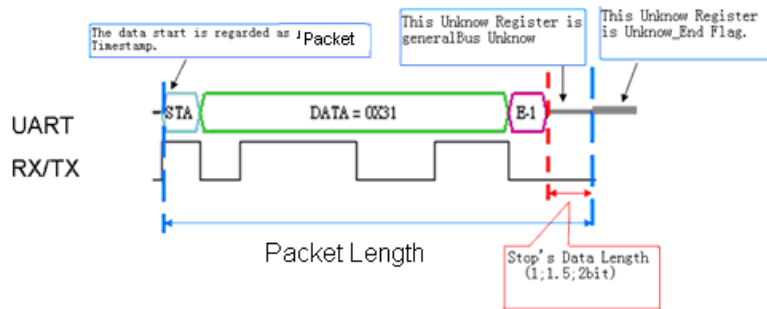 The data start is regarded as Packet
Timestamp.
This Unknow Register is
generalBus Unknow
This Unknow Register
is Unknow_End Flag.
STA
DATA = 0X31
E-1
UART
RX/TX
Packet Length
Stop's Data Length
(1;1.5;2bit)